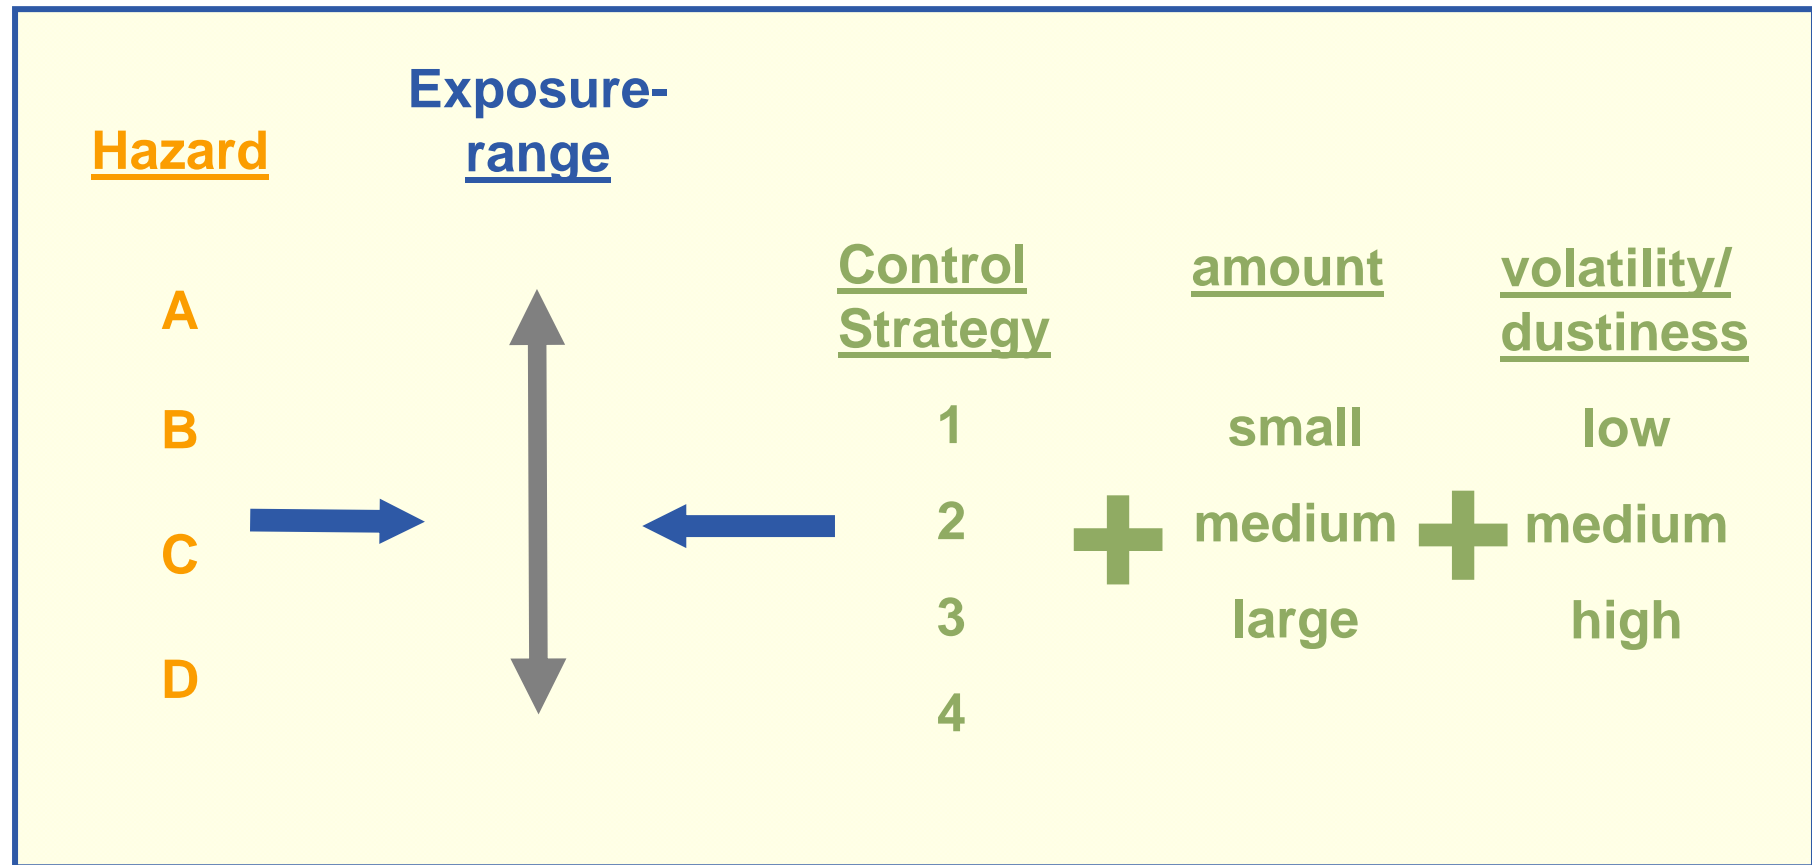 Exposure-
range
Hazard
A
B
C
D
Control
Strategy
1
2
3
4
amount
small
medium
large
volatility/
dustiness
low
medium
high